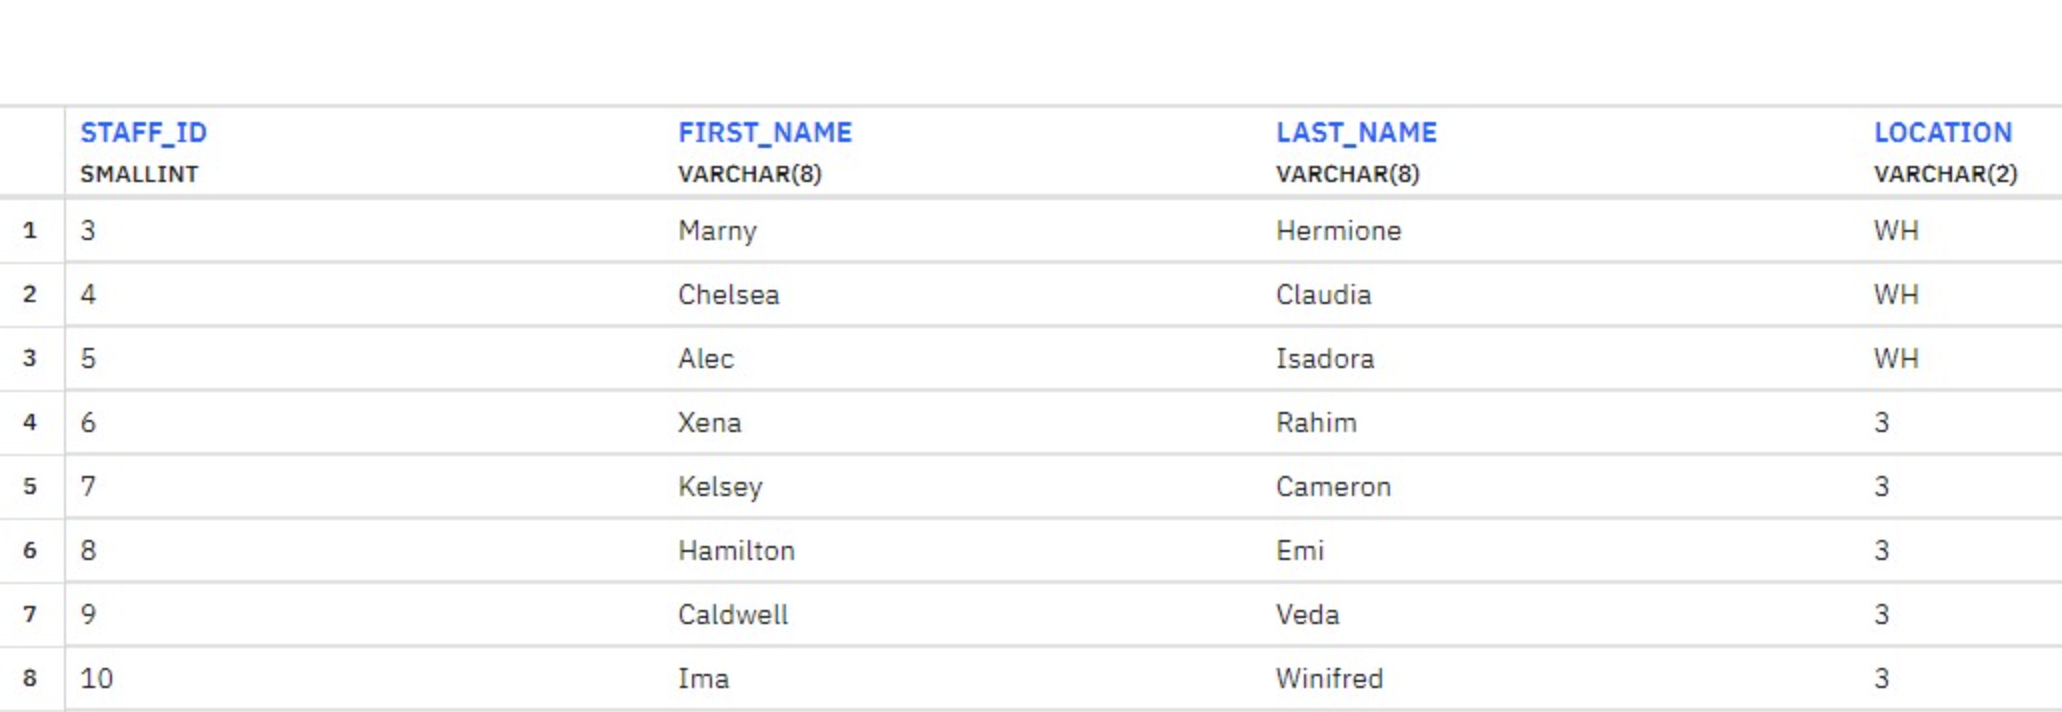 STAFF_ID FIRST_NAME LAST_NAME LOCATION
SMALLINT VARCHAR(8) VARCHAR(8) VARCHAR(2)
1 3 Marny Hermione WH
2 4 Chelsea Claudia WH
3 5 Alec Isadora WH
4 6 Xena Rahim 3
5 7 Kelsey Cameron 3
6 8 Hamilton Emi 3
7 9 Caldwell Veda 3
8 10 Ima Winifred 3